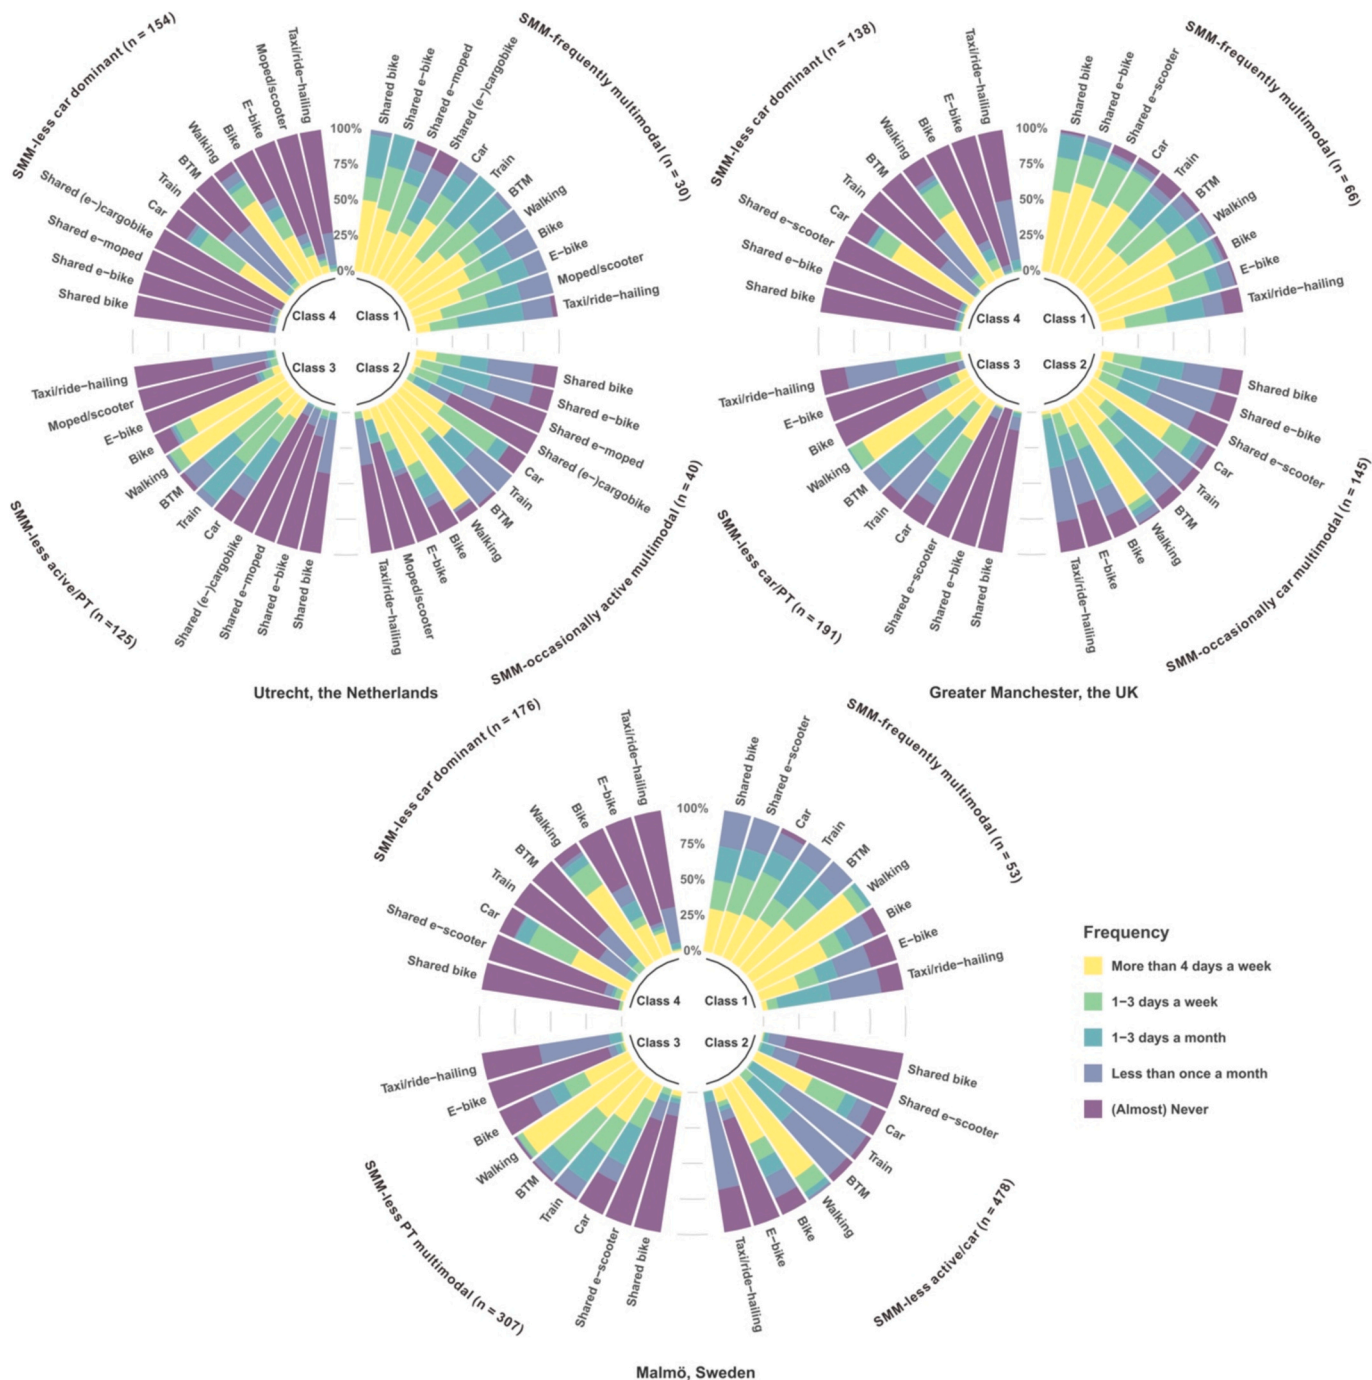 SMM-less car dominant (n = 154)
SMM-frequently multimodal (n = 30)
Shared (e−)cargobike
Shared e−moped
Shared e−bike
Shared bike
Car
Train
BTM
Walking
Bike
E−bike
Moped/scooter
Taxi/ride−hailing
100%
75%
50%
25%
0%
Shared bike
Shared e−bike
Shared e−moped
Shared (e−)cargobike
Car
Train
BTM
Walking
Bike
E−bike
Moped/scooter
Taxi/ride−hailing
Class 4
Class 1
Class 3
Class 2
Taxi/ride−hailing
Moped/scooter
E−bike
Bike
Walking
BTM
Train
Car
Shared (e−)cargobike
Shared e−moped
Shared e−bike
Shared bike
Shared bike
Shared e−bike
Shared e−moped
Shared (e−)cargobike
Car
Train
BTM
Walking
Bike
E−bike
Moped/scooter
Taxi/ride−hailing
SMM-less acive/PT (n =125)
SMM-occasionally active multimodal (n = 40)
Utrecht, the Netherlands
SMM-less car dominant (n = 138)
SMM-frequently multimodal (n = 66)
Shared bike
Shared e−bike
Shared e−scooter
Car
Train
BTM
Walking
Bike
E−bike
Taxi/ride−hailing
100%
75%
50%
25%
0%
Shared bike
Shared e−bike
Shared e−scooter
Car
Train
BTM
Walking
Bike
E−bike
Taxi/ride−hailing
Class 4
Class 1
Class 3
Class 2
Taxi/ride−hailing
E−bike
Bike
Walking
BTM
Train
Car
Shared e−scooter
Shared e−bike
Shared bike
Shared bike
Shared e−bike
Shared e−scooter
Car
Train
BTM
Walking
Bike
E−bike
Taxi/ride−hailing
SMM-less car/PT (n = 191)
SMM-occasionally car multimodal (n = 145)
Greater Manchester, the UK
SMM-less car dominant (n = 176)
SMM-frequently multimodal (n = 53)
Shared bike
Shared e−scooter
Car
Train
BTM
Walking
Bike
E−bike
Taxi/ride−hailing
100%
75%
50%
25%
0%
Shared bike
Shared e−scooter
Car
Train
BTM
Walking
Bike
E−bike
Taxi/ride−hailing
Class 4
Class 1
Class 3
Class 2
Taxi/ride−hailing
E−bike
Bike
Walking
BTM
Train
Car
Shared e−scooter
Shared bike
Shared bike
Shared e−scooter
Car
Train
BTM
Walking
Bike
E−bike
Taxi/ride−hailing
SMM-less PT multimodal (n = 307)
SMM-less active/car (n = 478)
Malmö, Sweden
Frequency
More than 4 days a week
1−3 days a week
1−3 days a month
Less than once a month
(Almost) Never